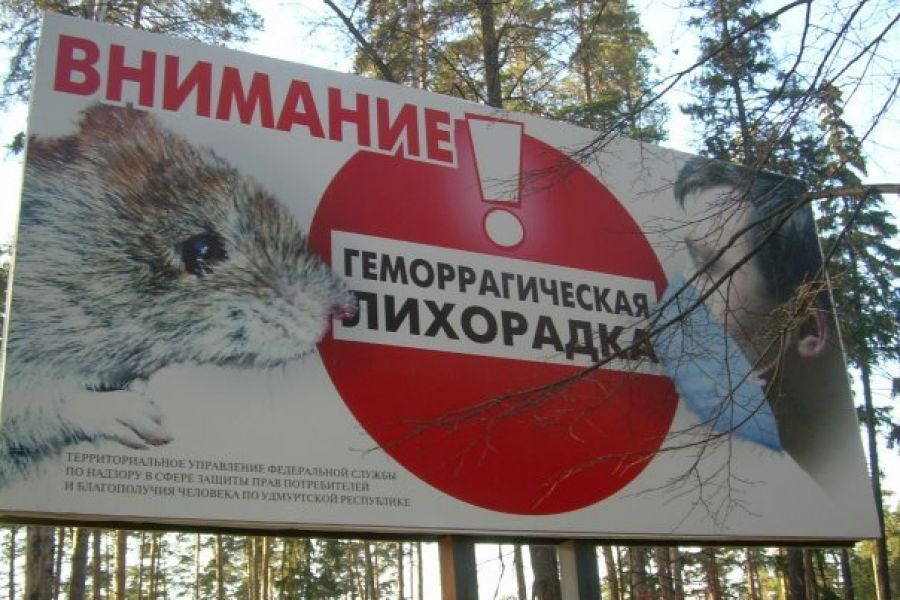 ВНИМАНИЕ!
ГЕМОРРАГИЧЕСКАЯ
ЛИХОРАДКА
ТЕРРИТОРИАЛЬНОЕ УПРАВЛЕНИЕ ФЕДЕРАЛЬНОЙ СЛУЖБЫ
ПО НАДЗОРУ В СФЕРЕ ЗАЩИТЫ ПРАВ ПОТРЕБИТЕЛЕЙ
И БЛАГОПОЛУЧИЯ ЧЕЛОВЕКА ПО УДМУРТСКОЙ РЕСПУБЛИКЕ